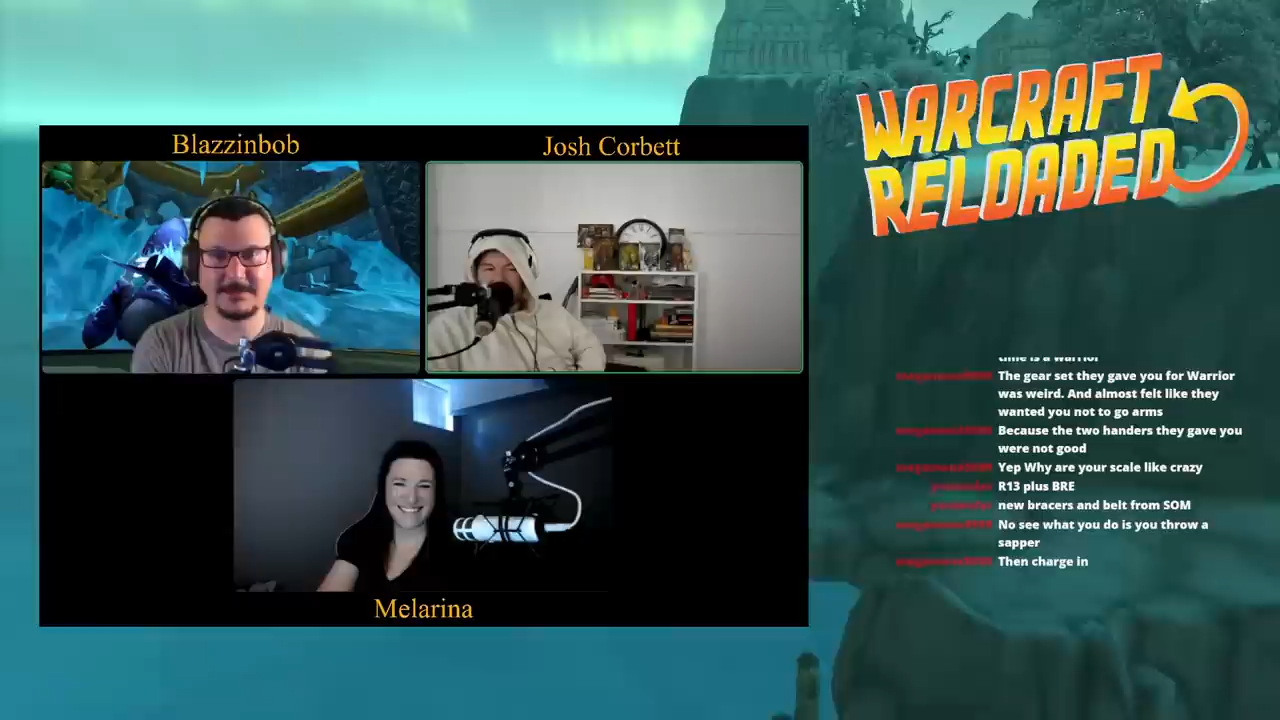 Blazzinbob
Josh Corbett
Melarina
WARCRAFT
RELOADED
time is a warrior
The gear set they gave you for Warrior
was weird. And almost felt like they
wanted you not to go arms
Because the two handers they gave you
were not good
Yep Why are your scale like crazy
R13 plus BRE
new bracers and belt from SOM
No see what you do is you throw a
sapper
Then charge in